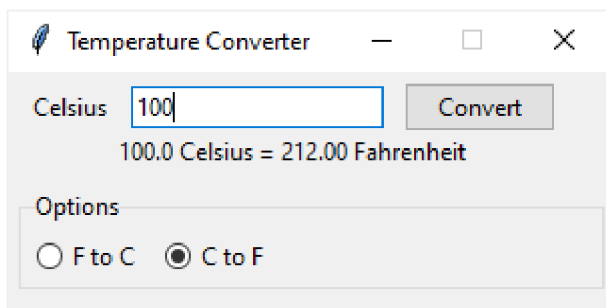 Temperature Converter
Celsius 100 Convert
100.0 Celsius = 212.00 Fahrenheit
Options
F to C C to F